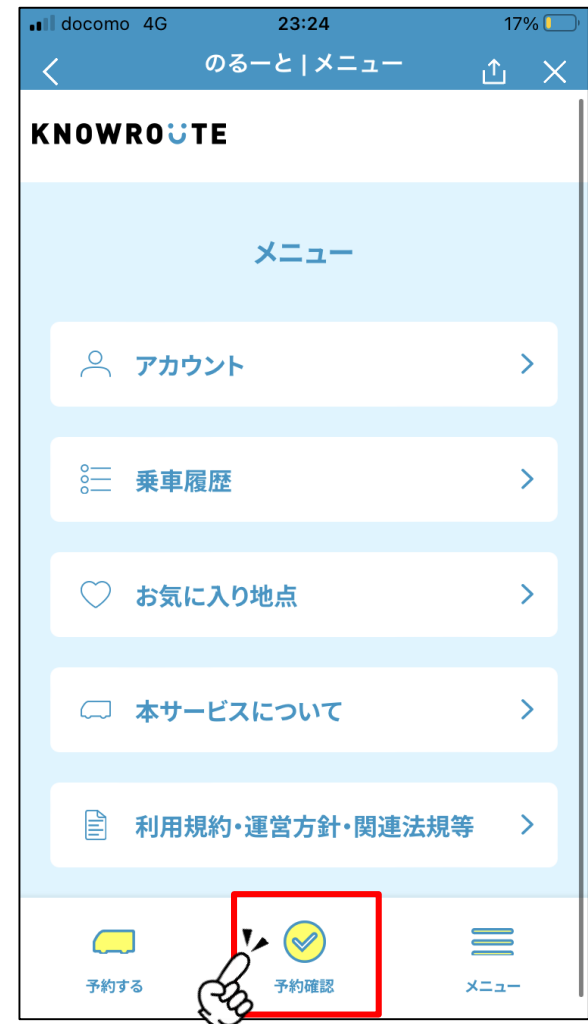 docomo 4G 23:24 17%
のるーと | メニュー
KNOWROUTE
メニュー
アカウント
乗車履歴
お気に入り地点
本サービスについて
利用規約・運営方針・関連法規等
予約する 予約確認 メニュー